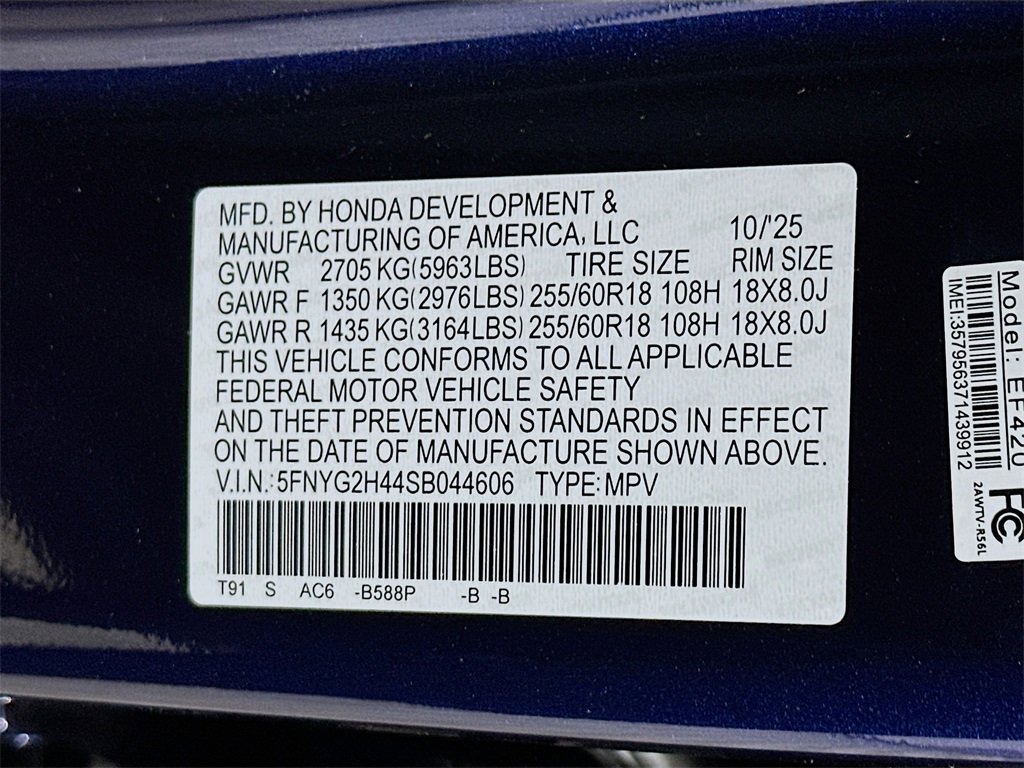 MFD. BY HONDA DEVELOPMENT &
MANUFACTURING OF AMERICA, LLC 10/'25
GVWR 2705 KG(5963LBS) TIRE SIZE RIM SIZE
GAWR F 1350 KG(2976LBS) 255/60R18 108H 18X8.0J
GAWR R 1435 KG(3164LBS) 255/60R18 108H 18X8.0J
THIS VEHICLE CONFORMS TO ALL APPLICABLE
FEDERAL MOTOR VEHICLE SAFETY
AND THEFT PREVENTION STANDARDS IN EFFECT
ON THE DATE OF MANUFACTURE SHOWN ABOVE.
V.I.N.:5FNYG2H44SB044606 TYPE:MPV
T91 S AC6 -B588P -B -B
Model: EF420
IMEI:357956371439912
2AWTV-R56L
FC